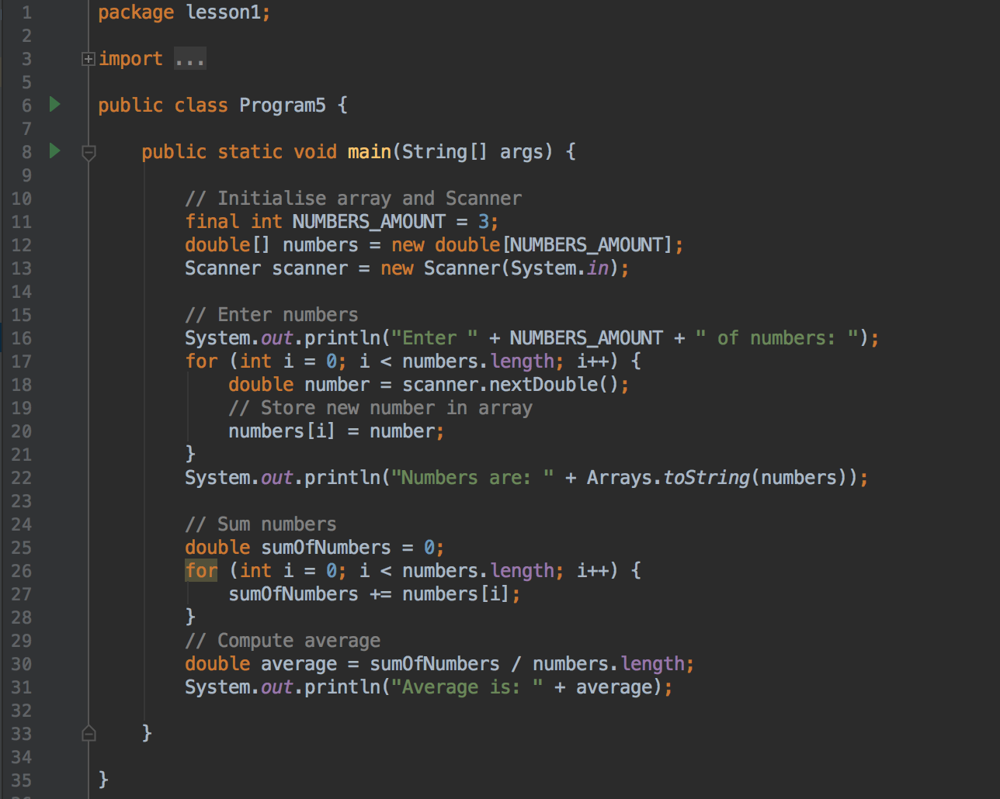 1 package lesson1;
2
3 import ...
5
6 public class Program5 {
7
8 public static void main(String[] args) {
9
10 // Initialise array and Scanner
11 final int NUMBERS_AMOUNT = 3;
12 double[] numbers = new double[NUMBERS_AMOUNT];
13 Scanner scanner = new Scanner(System.in);
14
15 // Enter numbers
16 System.out.println("Enter " + NUMBERS_AMOUNT + " of numbers: ");
17 for (int i = 0; i < numbers.length; i++) {
18 double number = scanner.nextDouble();
19 // Store new number in array
20 numbers[i] = number;
21 }
22 System.out.println("Numbers are: " + Arrays.toString(numbers));
23
24 // Sum numbers
25 double sumOfNumbers = 0;
26 for (int i = 0; i < numbers.length; i++) {
27 sumOfNumbers += numbers[i];
28 }
29 // Compute average
30 double average = sumOfNumbers / numbers.length;
31 System.out.println("Average is: " + average);
32
33 }
34
35 }